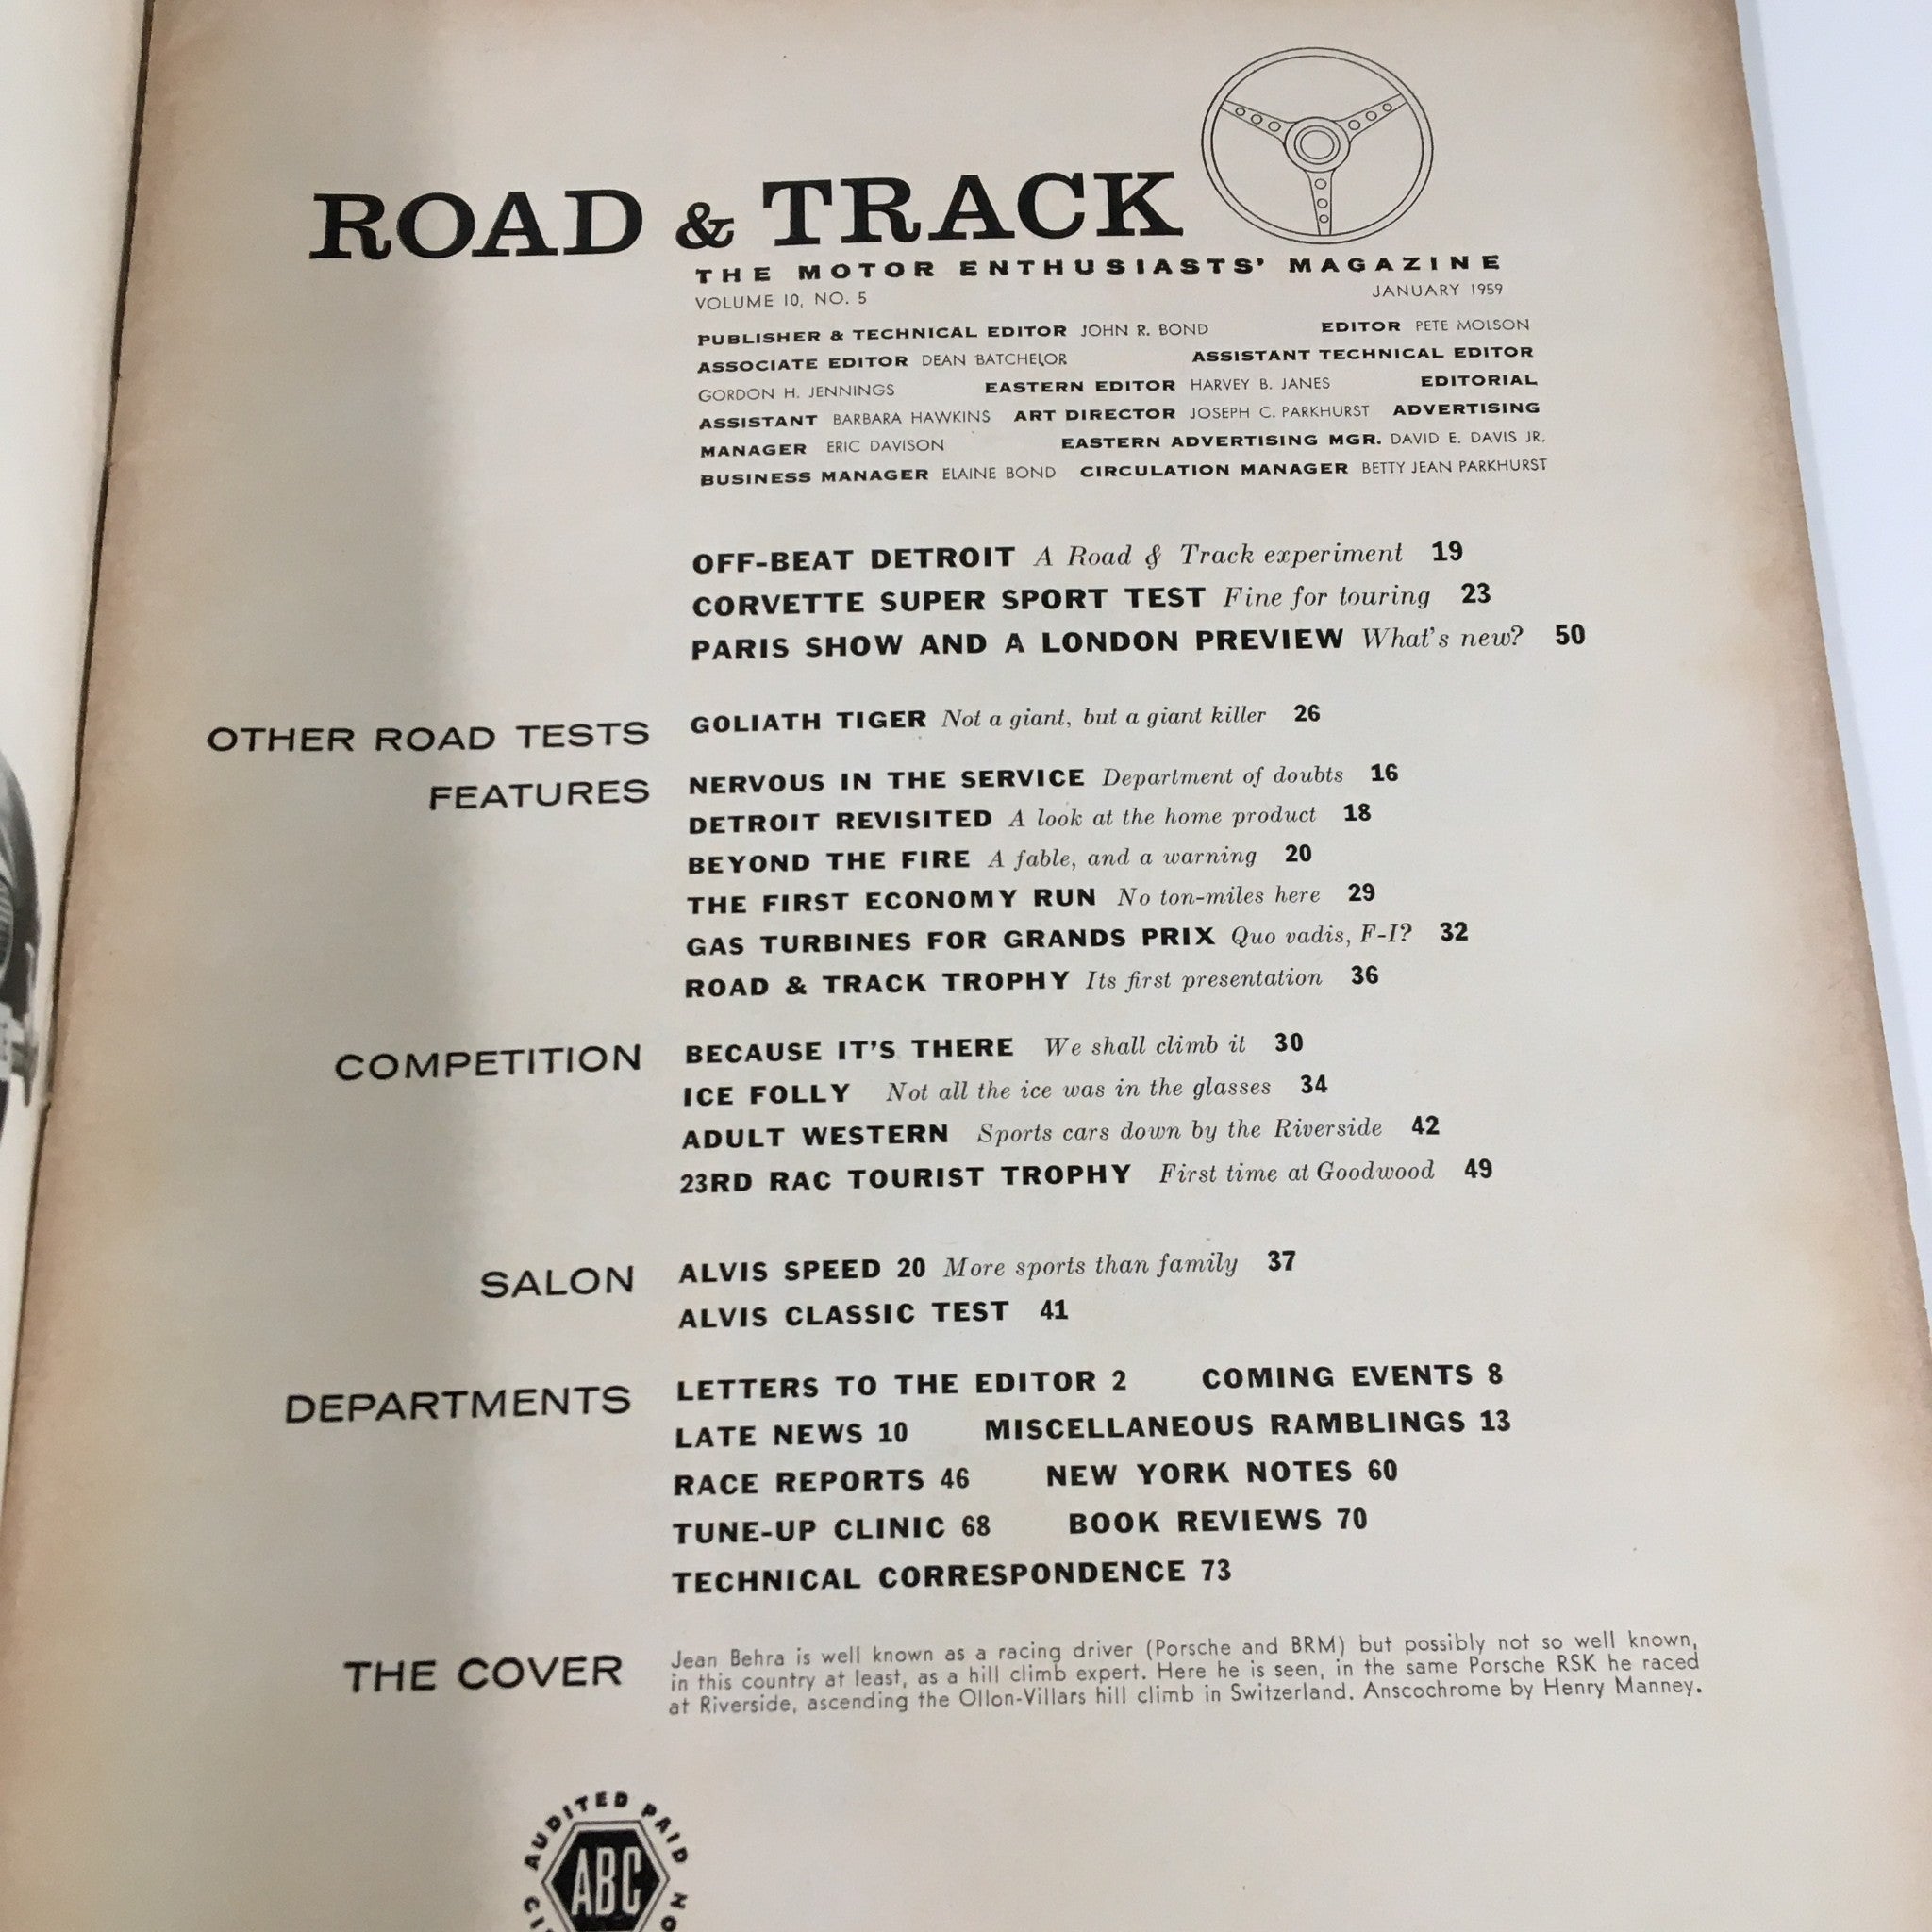 ROAD & TRACK
THE MOTOR ENTHUSIASTS' MAGAZINE
VOLUME 10, NO. 5 JANUARY 1959
PUBLISHER & TECHNICAL EDITOR JOHN R. BOND EDITOR PETE MOLSON
ASSOCIATE EDITOR DEAN BATCHELOR ASSISTANT TECHNICAL EDITOR
GORDON H. JENNINGS EASTERN EDITOR HARVEY B. JANES EDITORIAL
ASSISTANT BARBARA HAWKINS ART DIRECTOR JOSEPH C. PARKHURST ADVERTISING
MANAGER ERIC DAVISON EASTERN ADVERTISING MGR. DAVID E. DAVIS JR.
BUSINESS MANAGER ELAINE BOND CIRCULATION MANAGER BETTY JEAN PARKHURST
OFF-BEAT DETROIT A Road & Track experiment 19
CORVETTE SUPER SPORT TEST Fine for touring 23
PARIS SHOW AND A LONDON PREVIEW What's new? 50
OTHER ROAD TESTS GOLIATH TIGER Not a giant, but a giant killer 26
FEATURES NERVOUS IN THE SERVICE Department of doubts 16
DETROIT REVISITED A look at the home product 18
BEYOND THE FIRE A fable, and a warning 20
THE FIRST ECONOMY RUN No ton-miles here 29
GAS TURBINES FOR GRANDS PRIX Quo vadis, F-I? 32
ROAD & TRACK TROPHY Its first presentation 36
COMPETITION BECAUSE IT'S THERE We shall climb it 30
ICE FOLLY Not all the ice was in the glasses 34
ADULT WESTERN Sports cars down by the Riverside 42
23RD RAC TOURIST TROPHY First time at Goodwood 49
SALON ALVIS SPEED 20 More sports than family 37
ALVIS CLASSIC TEST 41
DEPARTMENTS LETTERS TO THE EDITOR 2 COMING EVENTS 8
LATE NEWS 10 MISCELLANEOUS RAMBLINGS 13
RACE REPORTS 46 NEW YORK NOTES 60
TUNE-UP CLINIC 68 BOOK REVIEWS 70
TECHNICAL CORRESPONDENCE 73
THE COVER Jean Behra is well known as a racing driver (Porsche and BRM) but possibly not so well known,
in this country at least, as a hill climb expert. Here he is seen, in the same Porsche RSK he raced
at Riverside, ascending the Ollon-Villars hill climb in Switzerland. Anscochrome by Henry Manney.
AUDITED PAID
ABC